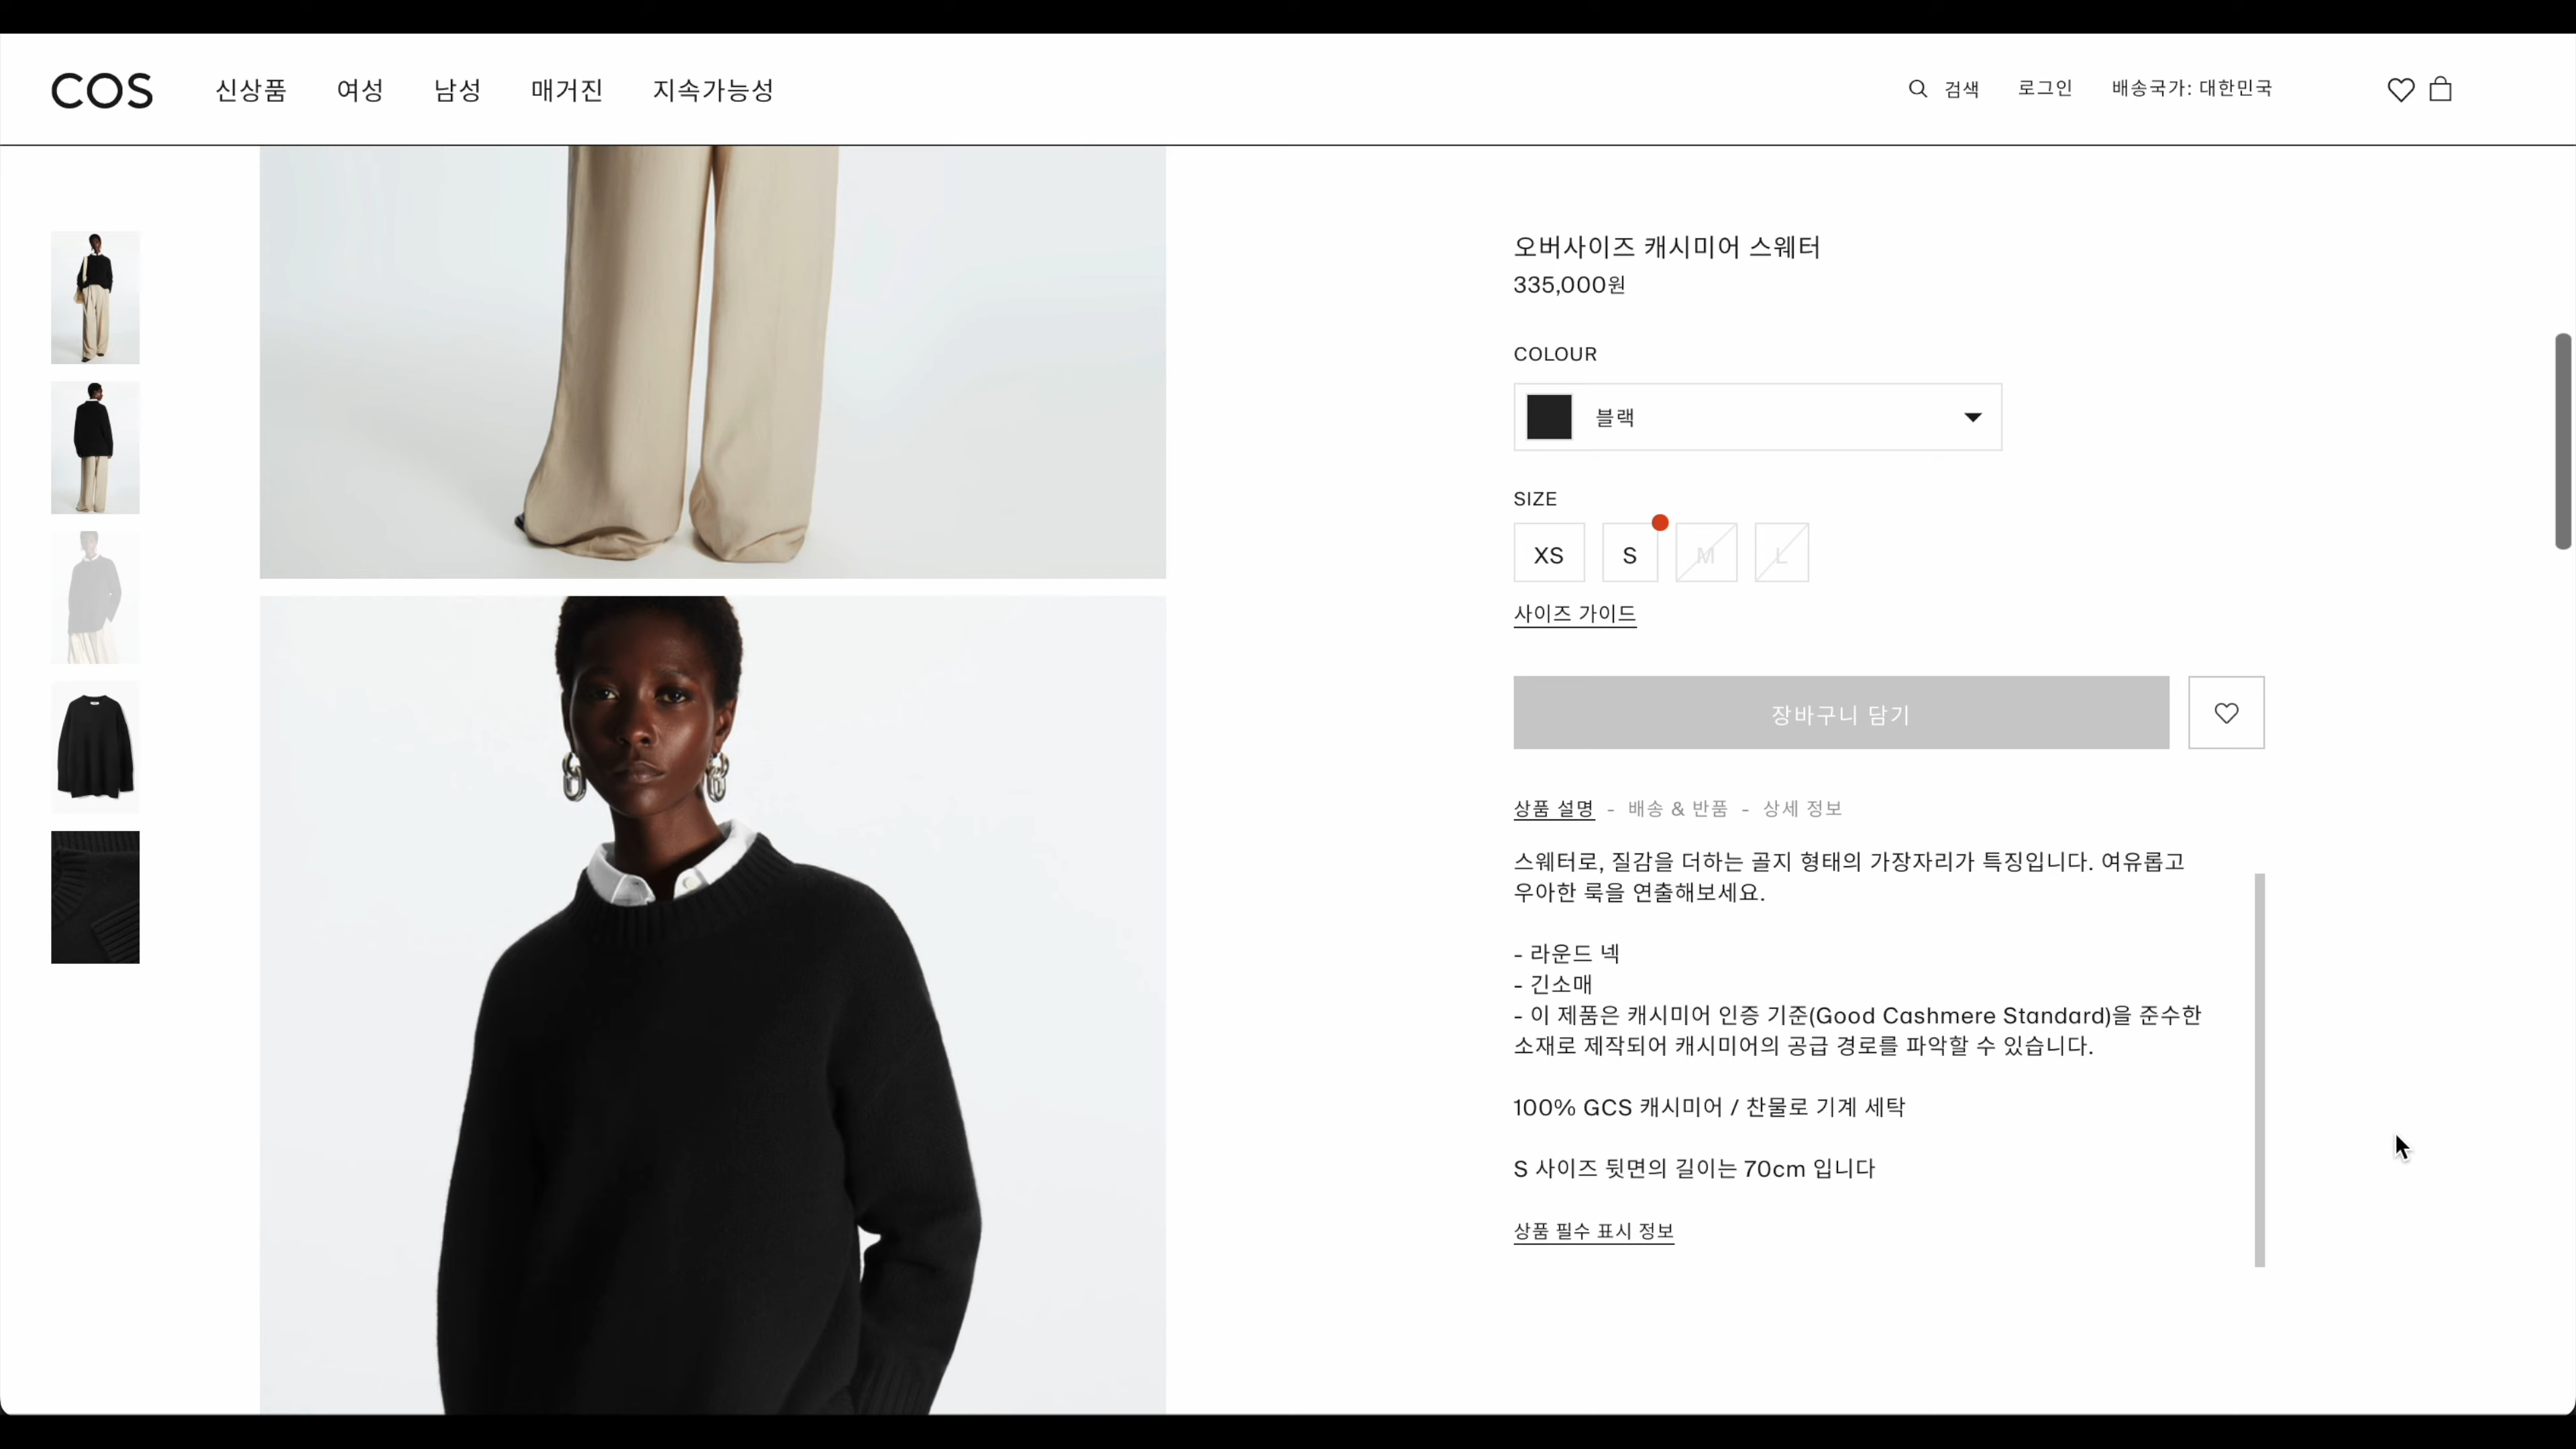 COS
신상품
여성
남성
매거진
지속가능성
검색
로그인
배송국가: 대한민국
오버사이즈 캐시미어 스웨터
335,000원
COLOUR
블랙
SIZE
XS
S
M
L
사이즈 가이드
장바구니 담기
상품 설명 - 배송 & 반품 - 상세 정보
스웨터로, 질감을 더하는 골지 형태의 가장자리가 특징입니다. 여유롭고
우아한 룩을 연출해보세요.
- 라운드 넥
- 긴소매
- 이 제품은 캐시미어 인증 기준(Good Cashmere Standard)을 준수한
소재로 제작되어 캐시미어의 공급 경로를 파악할 수 있습니다.
100% GCS 캐시미어 / 찬물로 기계 세탁
S 사이즈 뒷면의 길이는 70cm 입니다
상품 필수 표시 정보